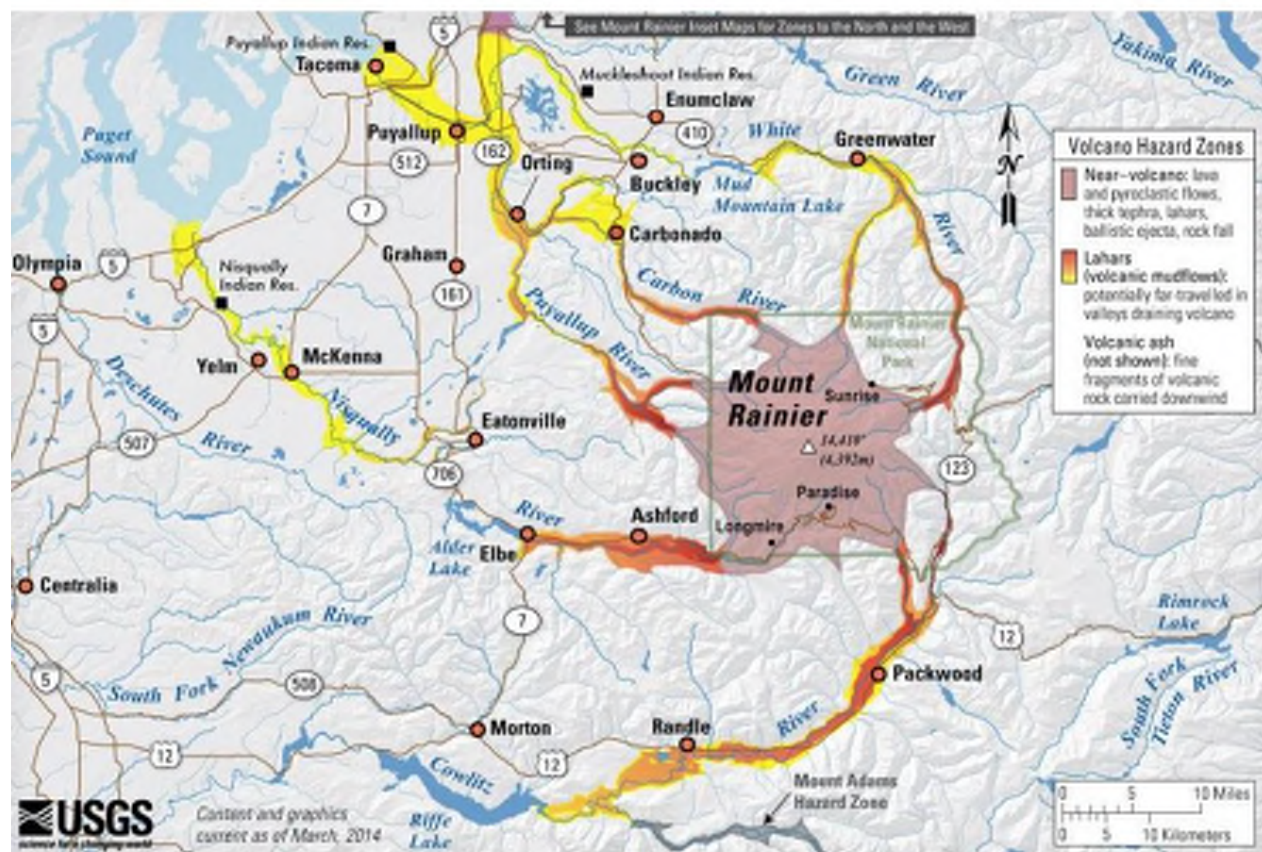 See Mount Rainier Inset Maps for Zones to the North and the West
5
Puyallup Indian Res.
Tacoma
Muckleshoot Indian Res.
Green River
Yakima River
Enumclaw
Puget
Sound
Puyallup
512
162
410
White
Greenwater
Orting
Buckley
Mud
Mountain Lake
River
7
Carbonado
Graham
161
Olympia
5
Nisqually
Indian Res.
5
Carbon River
Puyallup
River
Mount Rainier
National
Park
Yelm
McKenna
Deschutes
River
Nisqually
507
Eatonville
706
Mount
Rainier
Sunrise
14,410'
(4,392m)
123
Paradise
Longmire
River
Ashford
Alder
Lake
Elbe
Centralia
7
12
Rimrock
Lake
South Fork Newaukum River
508
5
Packwood
South Fork
Tieton River
Morton
Randle
River
12
12
Cowlitz
Riffe
Lake
Mount Adams
Hazard Zone
N
Volcano Hazard Zones
Near-volcano: lava
and pyroclastic flows,
thick tephra, lahars,
ballistic ejecta, rock fall
Lahars
(volcanic mudflows):
potentially far-travelled in
valleys draining volcano
Volcanic ash
(not shown): fine
fragments of volcanic
rock carried downwind
0 5 10 Miles
0 5 10 Kilometers
USGS
science for a changing world
Content and graphics
current as of March, 2014